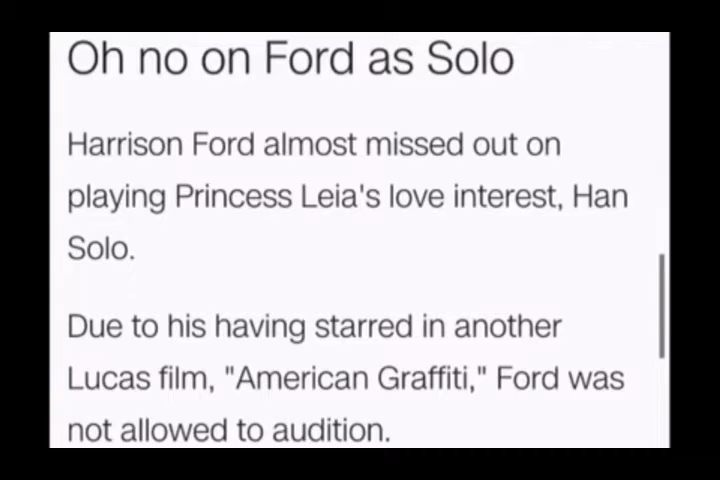 Oh no on Ford as Solo
Harrison Ford almost missed out on
playing Princess Leia's love interest, Han
Solo.
Due to his having starred in another
Lucas film, "American Graffiti," Ford was
not allowed to audition.